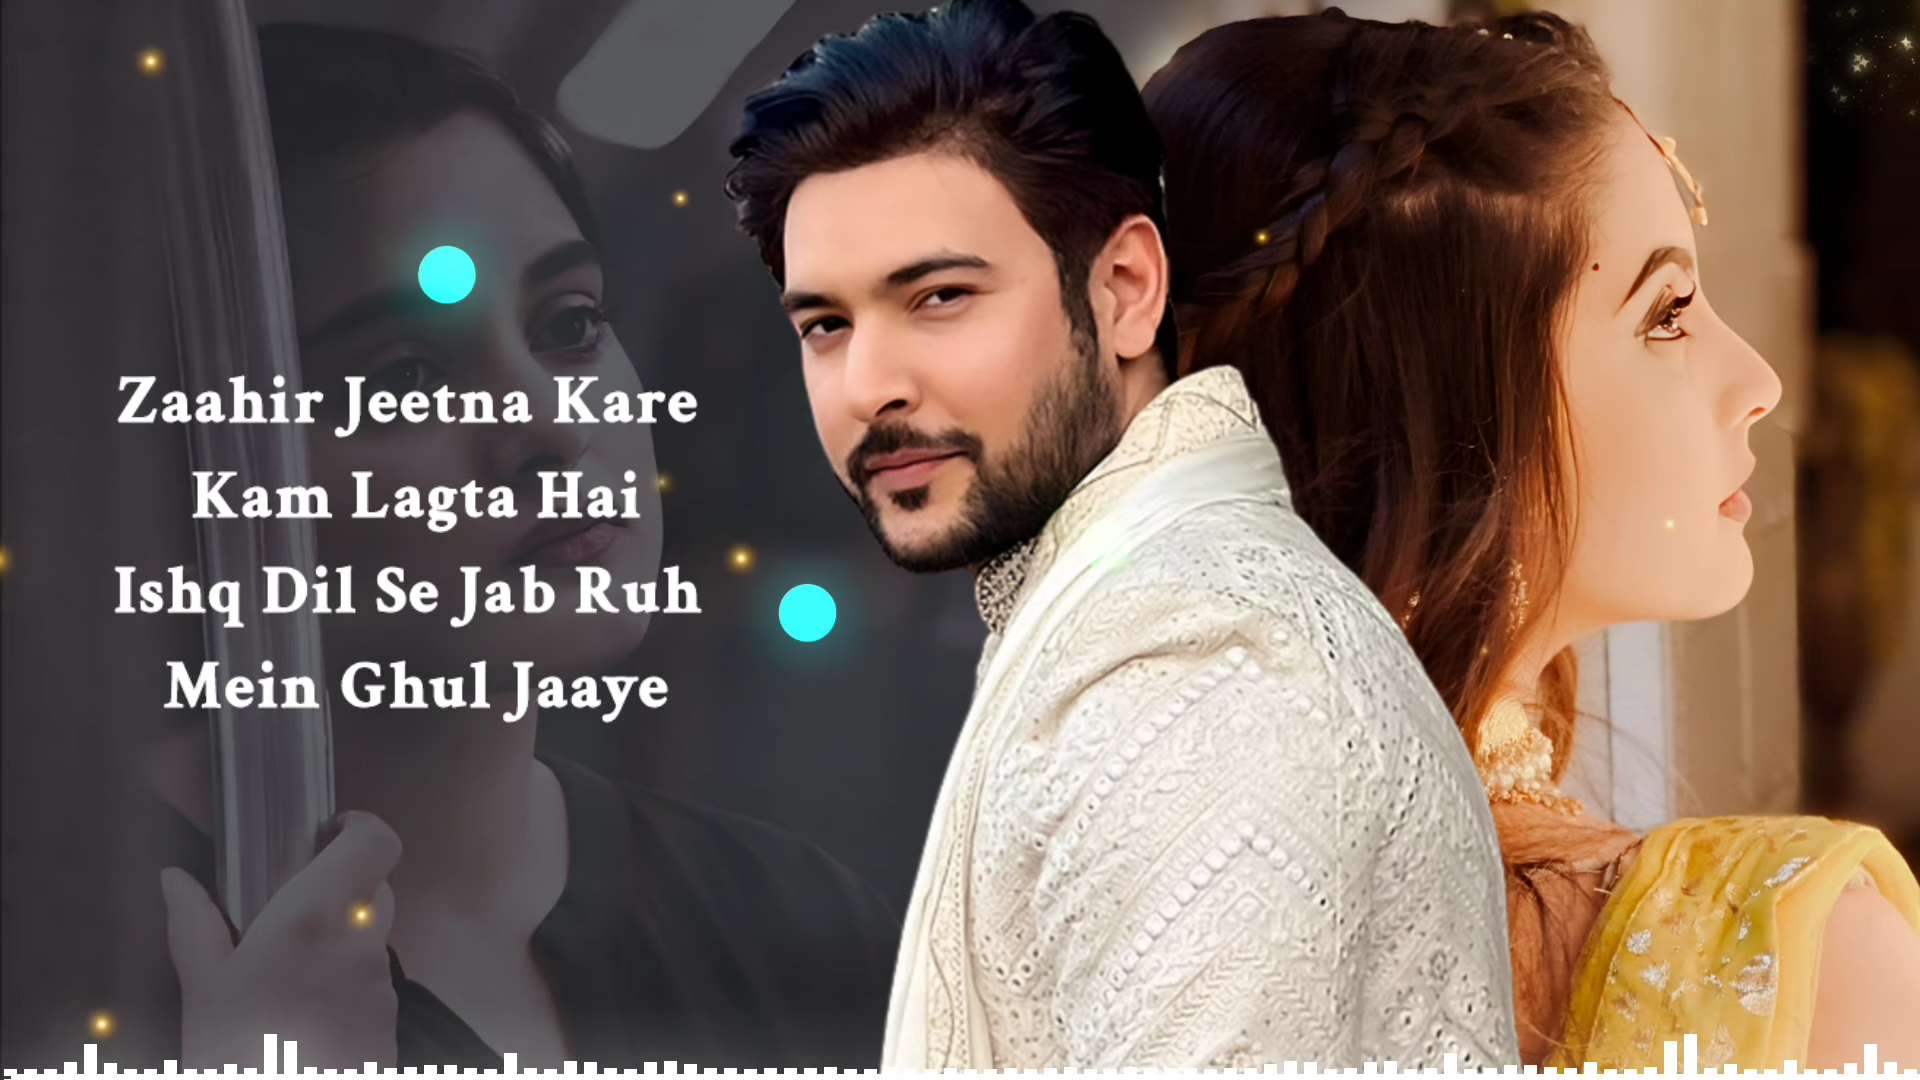 Zaahir Jeetna Kare
Kam Lagta Hai
Ishq Dil Se Jab Ruh
Mein Ghul Jaaye